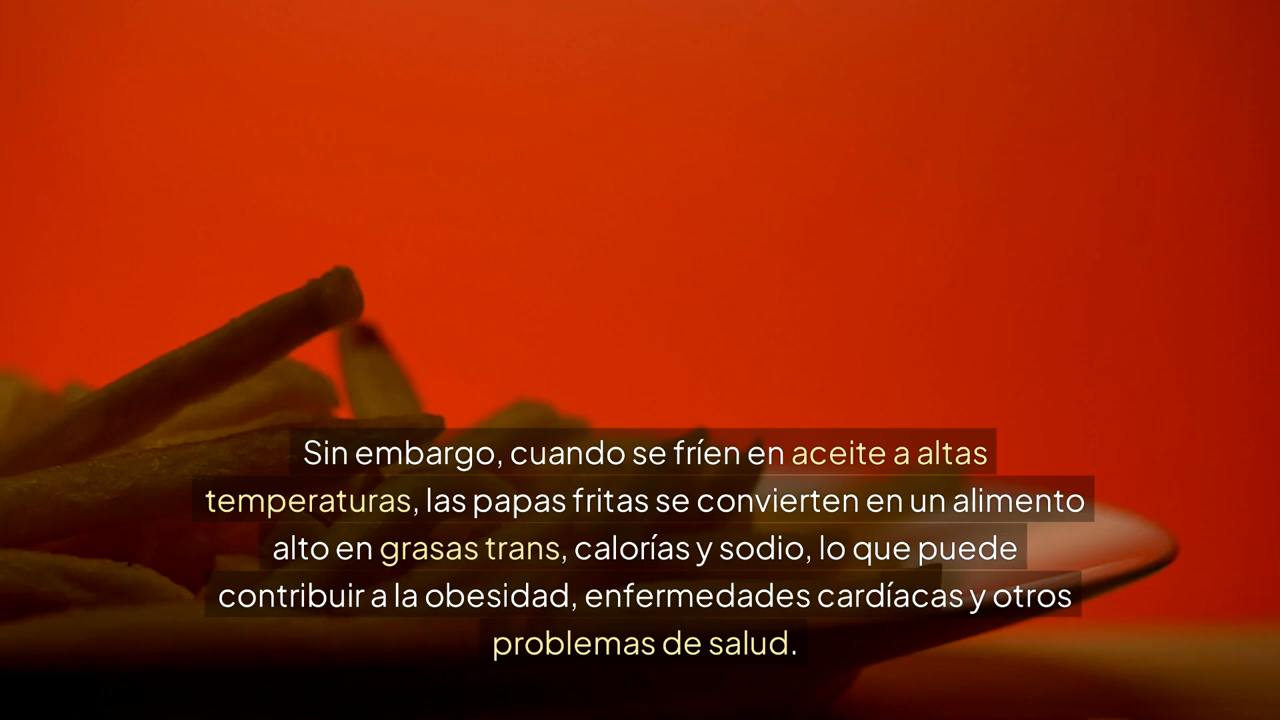 Sin embargo, cuando se fríen en aceite a altas
temperaturas, las papas fritas se convierten en un alimento
alto en grasas trans, calorías y sodio, lo que puede
contribuir a la obesidad, enfermedades cardíacas y otros
problemas de salud.